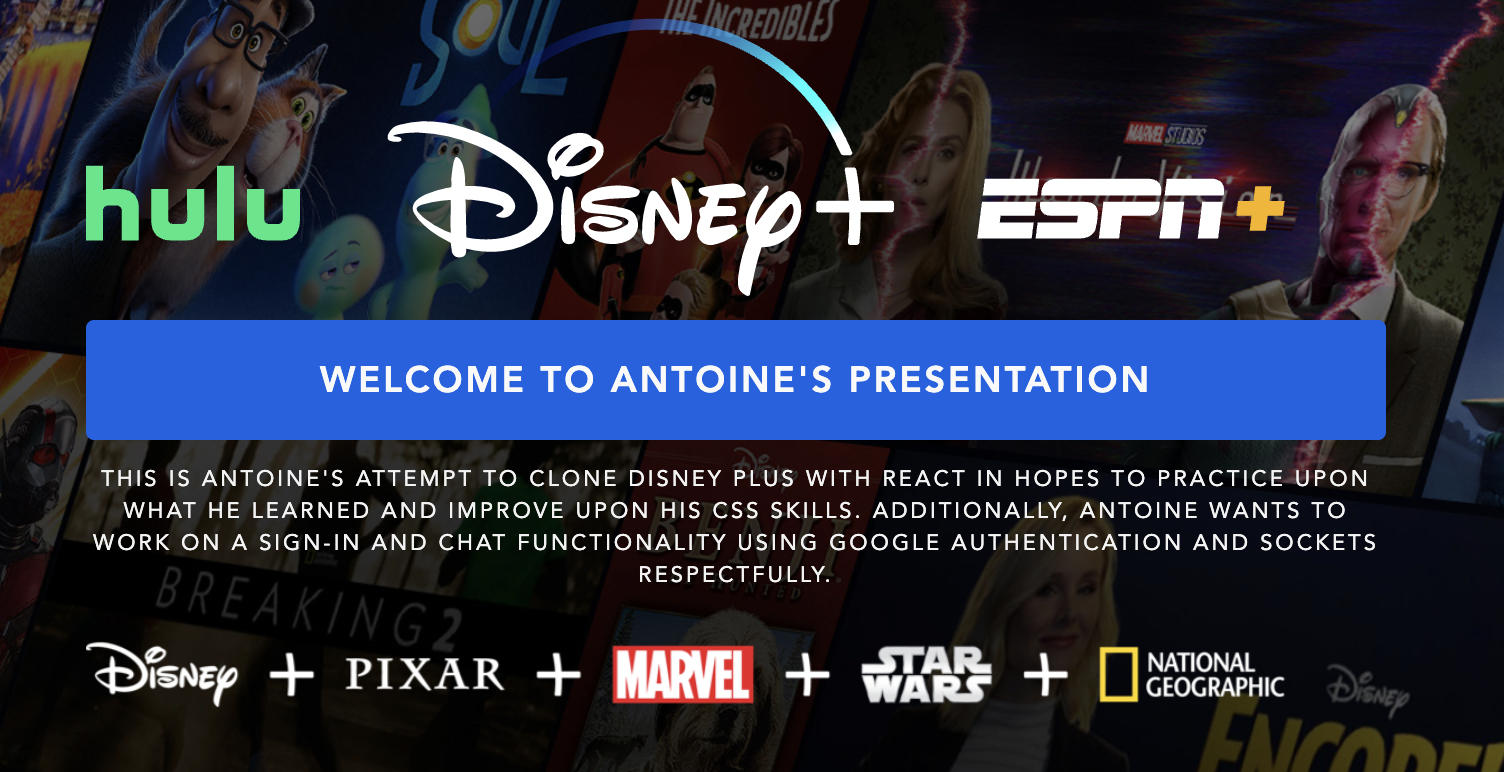 SOUL
THE INCREDIBLES
MARVEL STUDIOS
hulu
Disney+
ESPN+
WELCOME TO ANTOINE'S PRESENTATION
THIS IS ANTOINE'S ATTEMPT TO CLONE DISNEY PLUS WITH REACT IN HOPES TO PRACTICE UPON
WHAT HE LEARNED AND IMPROVE UPON HIS CSS SKILLS. ADDITIONALLY, ANTOINE WANTS TO
WORK ON A SIGN-IN AND CHAT FUNCTIONALITY USING GOOGLE AUTHENTICATION AND SOCKETS
RESPECTFULLY.
Disney
HUNTED
BREAKING2
Disney + PIXAR + MARVEL + STAR WARS + NATIONAL GEOGRAPHIC
Disney